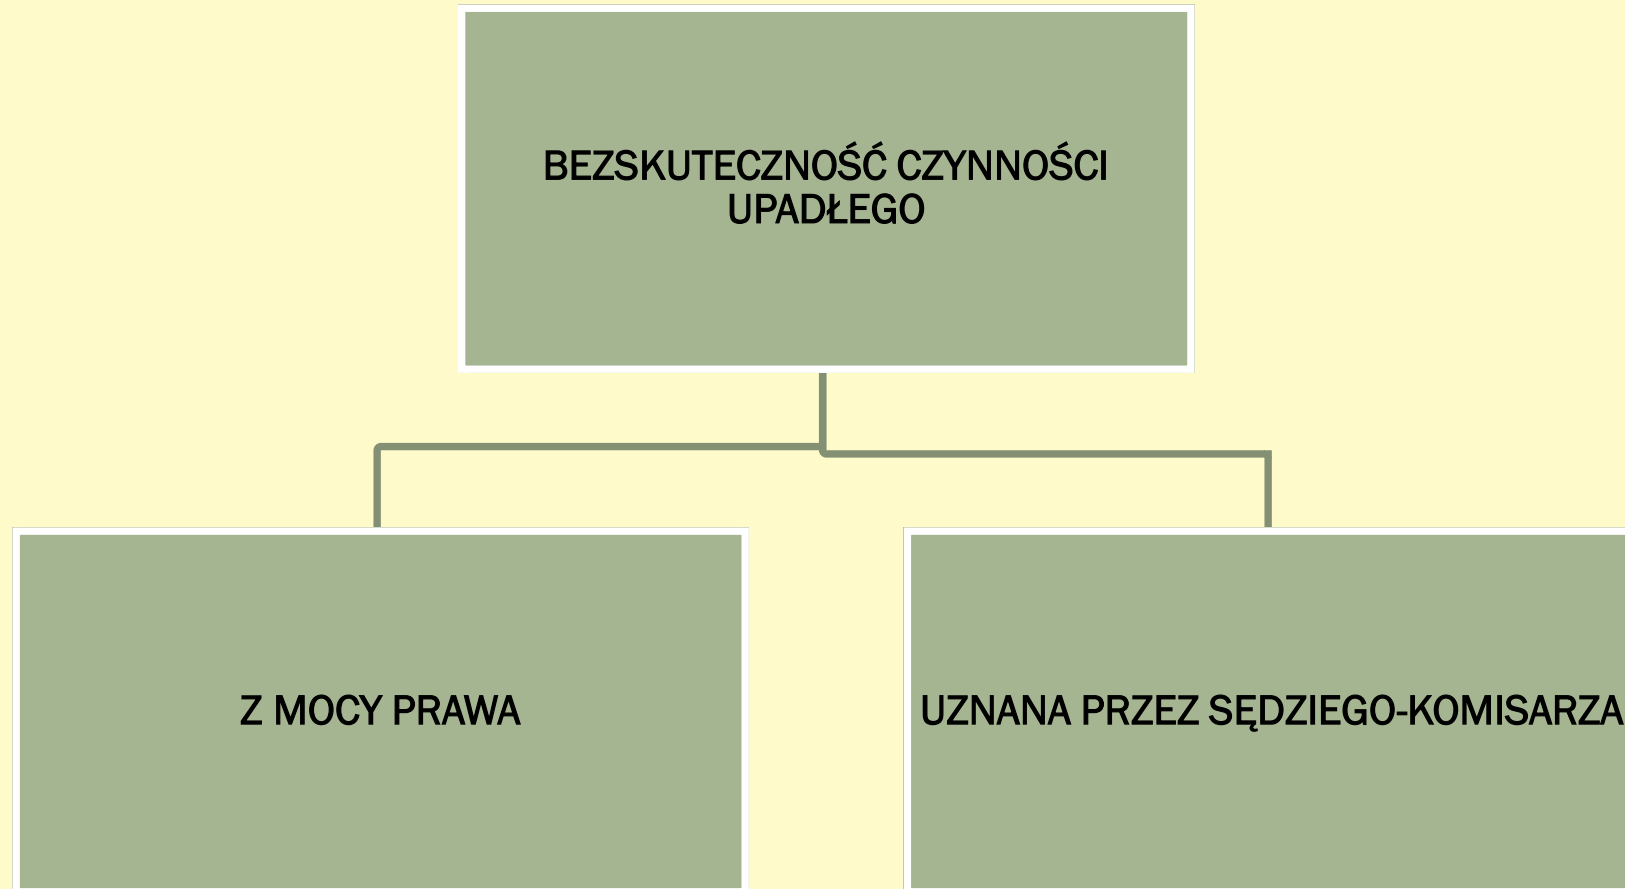 BEZSKUTECZNOŚĆ CZYNNOŚCI
UPADŁEGO
Z MOCY PRAWA
UZNANA PRZEZ SĘDZIEGO-KOMISARZA